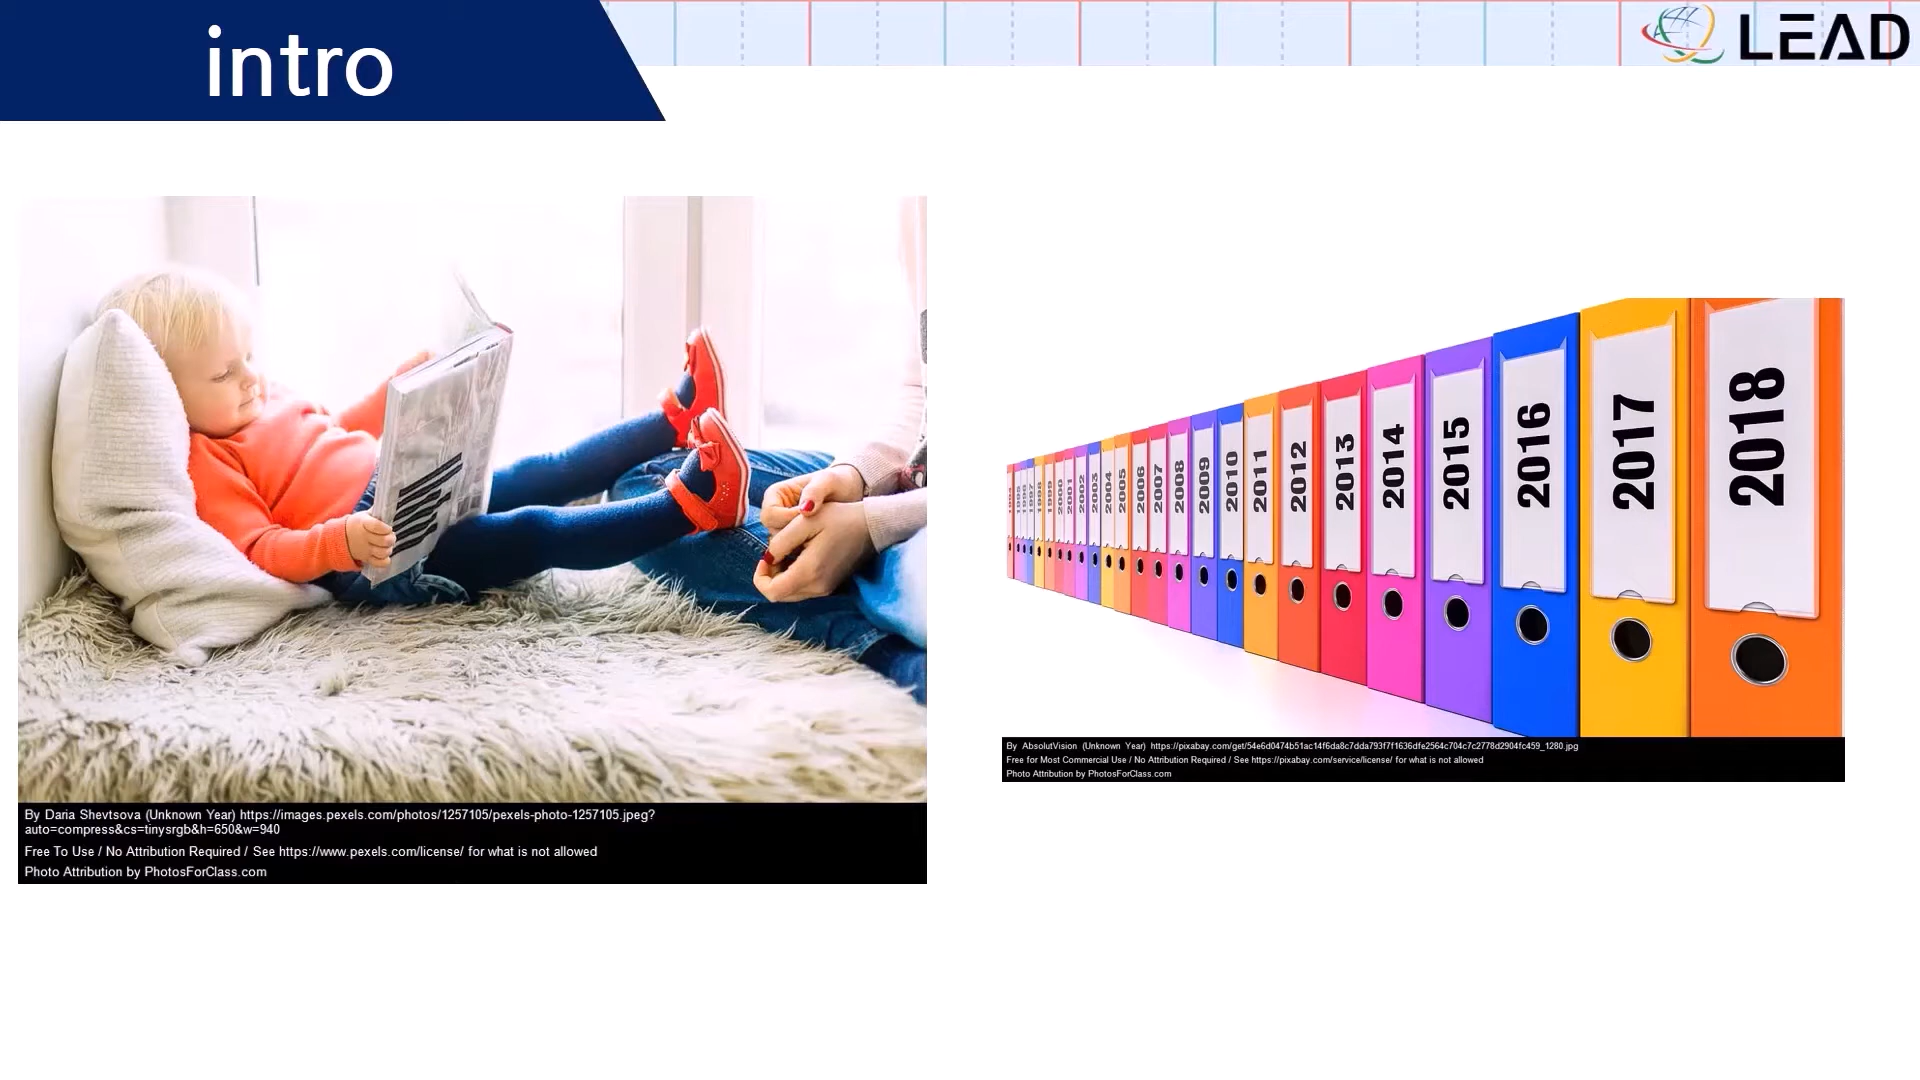 intro
LEAD
By Daria Shevtsova (Unknown Year) https://images.pexels.com/photos/1257105/pexels-photo-1257105.jpeg?
auto=compress&cs=tinysrgb&h=650&w=940
Free To Use / No Attribution Required / See https://www.pexels.com/license/ for what is not allowed
Photo Attribution by PhotosForClass.com
1997
1998
1999
2000
2001
2002
2003
2004
2005
2006
2007
2008
2009
2010
2011
2012
2013
2014
2015
2016
2017
2018
By AbsolutVision (Unknown Year) https://pixabay.com/get/54e6d0474b51ac14f6da8c7dda793f7f1636dfe2564c704c7c2778d2904fc459_1280.jpg
Free for Most Commercial Use / No Attribution Required / See https://pixabay.com/service/license/ for what is not allowed
Photo Attribution by PhotosForClass.com